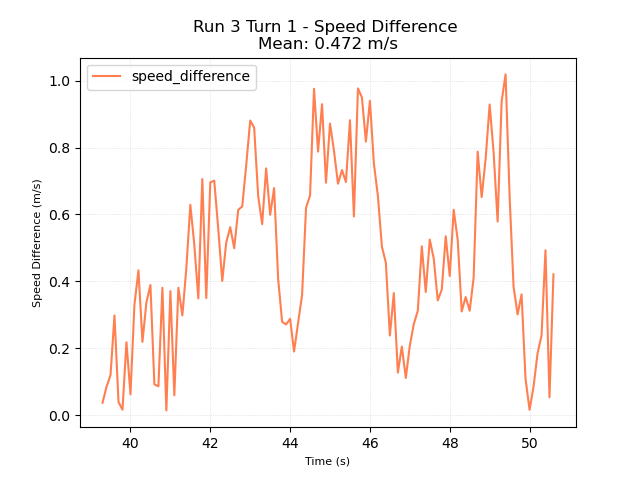 Run 3 Turn 1 - Speed Difference
Mean: 0.472 m/s
speed_difference
Speed Difference (m/s)
1.0
0.8
0.6
0.4
0.2
0.0
40
42
44
46
48
50
Time (s)